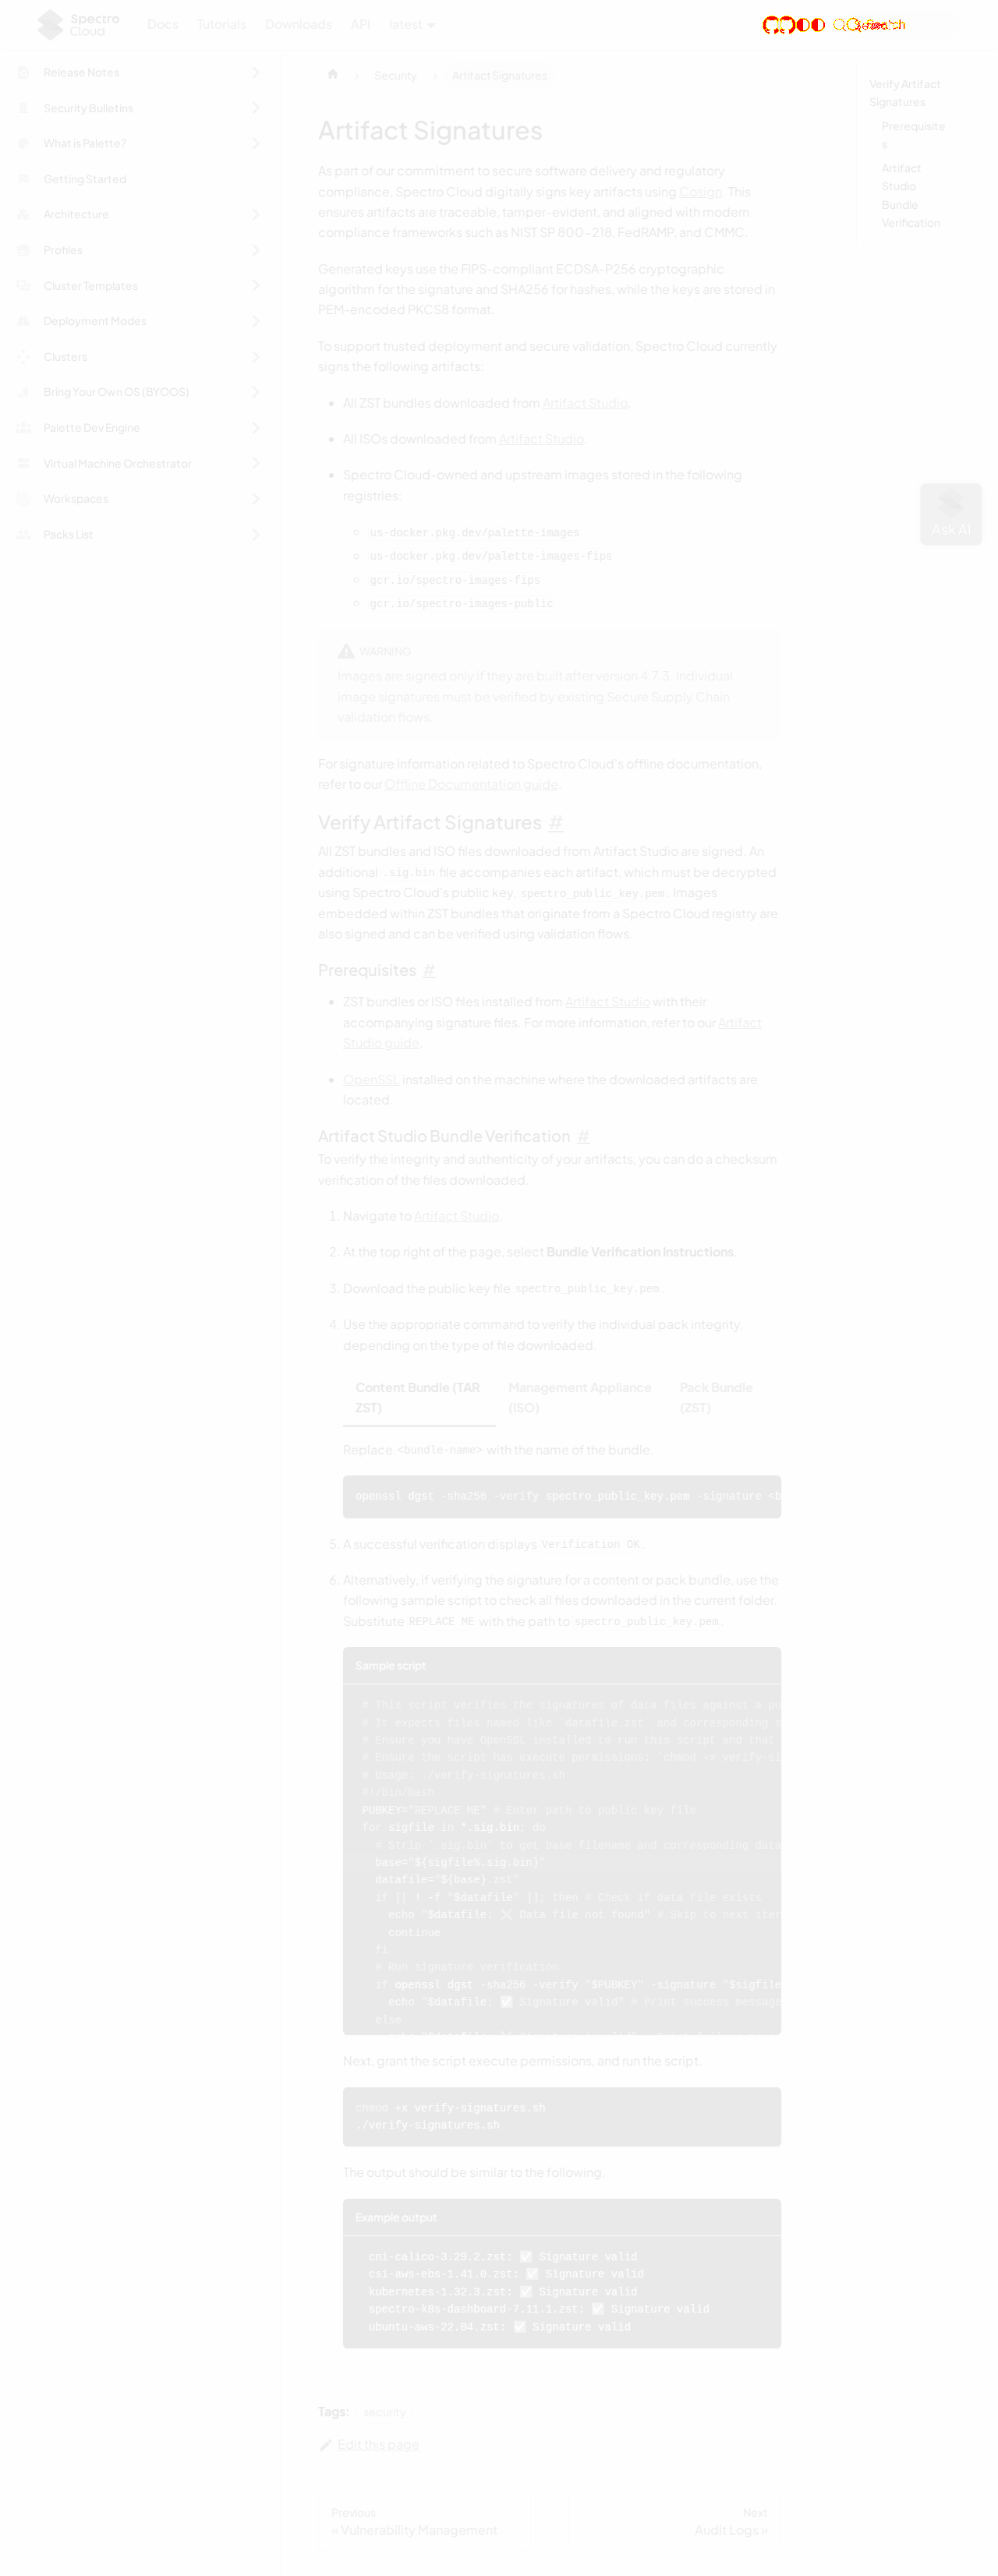 Spectro Cloud
Docs
Tutorials
Downloads
API
latest
Search
Release Notes
Security Bulletins
What is Palette?
Getting Started
Architecture
Profiles
Cluster Templates
Deployment Modes
Clusters
Bring Your Own OS (BYOOS)
Palette Dev Engine
Virtual Machine Orchestrator
Workspaces
Packs List
Security
Artifact Signatures
Artifact Signatures
As part of our commitment to secure software delivery and regulatory
compliance, Spectro Cloud digitally signs key artifacts using Cosign. This
ensures artifacts are traceable, tamper-evident, and aligned with modern
compliance frameworks such as NIST SP 800-218, FedRAMP, and CMMC.
Generated keys use the FIPS-compliant ECDSA-P256 cryptographic
algorithm for the signature and SHA256 for hashes, while the keys are stored in
PEM-encoded PKCS8 format.
To support trusted deployment and secure validation, Spectro Cloud currently
signs the following artifacts:
All ZST bundles downloaded from Artifact Studio.
All ISOs downloaded from Artifact Studio.
Spectro Cloud-owned and upstream images stored in the following
registries:
us-docker.pkg.dev/palette-images
us-docker.pkg.dev/palette-images-fips
gcr.io/spectro-images-fips
gcr.io/spectro-images-public
WARNING
Images are signed only if they are built after version 4.7.3. Individual
image signatures must be verified by existing Secure Supply Chain
validation flows.
For signature information related to Spectro Cloud's offline documentation,
refer to our Offline Documentation guide.
Verify Artifact Signatures #
All ZST bundles and ISO files downloaded from Artifact Studio are signed. An
additional .sig.bin file accompanies each artifact, which must be decrypted
using Spectro Cloud's public key, spectro_public_key.pem. Images
embedded within ZST bundles that originate from a Spectro Cloud registry are
also signed and can be verified using validation flows.
Prerequisites #
ZST bundles or ISO files installed from Artifact Studio with their
accompanying signature files. For more information, refer to our Artifact
Studio guide.
OpenSSL installed on the machine where the downloaded artifacts are
located.
Artifact Studio Bundle Verification #
To verify the integrity and authenticity of your artifacts, you can do a checksum
verification of the files downloaded.
1. Navigate to Artifact Studio.
2. At the top right of the page, select Bundle Verification Instructions.
3. Download the public key file spectro_public_key.pem.
4. Use the appropriate command to verify the individual pack integrity,
depending on the type of file downloaded.
Content Bundle (TAR ZST)
Management Appliance (ISO)
Pack Bundle (ZST)
Replace <bundle-name> with the name of the bundle.
openssl dgst -sha256 -verify spectro_public_key.pem -signature <b
5. A successful verification displays Verification OK.
6. Alternatively, if verifying the signature for a content or pack bundle, use the
following sample script to check all files downloaded in the current folder.
Substitute REPLACE ME with the path to spectro_public_key.pem.
Sample script
# This script verifies the signatures of data files against a pu
# It expects files named like `datafile.zst` and corresponding s
# Ensure you have OpenSSL installed to run this script and that
# Ensure the script has execute permissions: `chmod +x verify-si
# Usage: ./verify-signatures.sh
#!/bin/bash
PUBKEY="REPLACE ME" # Enter path to public key file
for sigfile in *.sig.bin; do
# Strip `.sig.bin` to get base filename and corresponding data
base="${sigfile%.sig.bin}"
datafile="${base}.zst"
if [[ ! -f "$datafile" ]]; then # Check if data file exists
echo "$datafile: ❌ Data file not found" # Skip to next iter
continue
fi
# Run signature verification
if openssl dgst -sha256 -verify "$PUBKEY" -signature "$sigfile
echo "$datafile: ✅ Signature valid" # Print success message
else
Next, grant the script execute permissions, and run the script.
chmod +x verify-signatures.sh
./verify-signatures.sh
The output should be similar to the following.
Example output
cni-calico-3.29.2.zst: ✅ Signature valid
csi-aws-ebs-1.41.0.zst: ✅ Signature valid
kubernetes-1.32.3.zst: ✅ Signature valid
spectro-k8s-dashboard-7.11.1.zst: ✅ Signature valid
ubuntu-aws-22.04.zst: ✅ Signature valid
Tags: security
Edit this page
Previous
« Vulnerability Management
Next
Audit Logs »
Verify Artifact
Signatures
Prerequisite
s
Artifact
Studio
Bundle
Verification
Ask AI